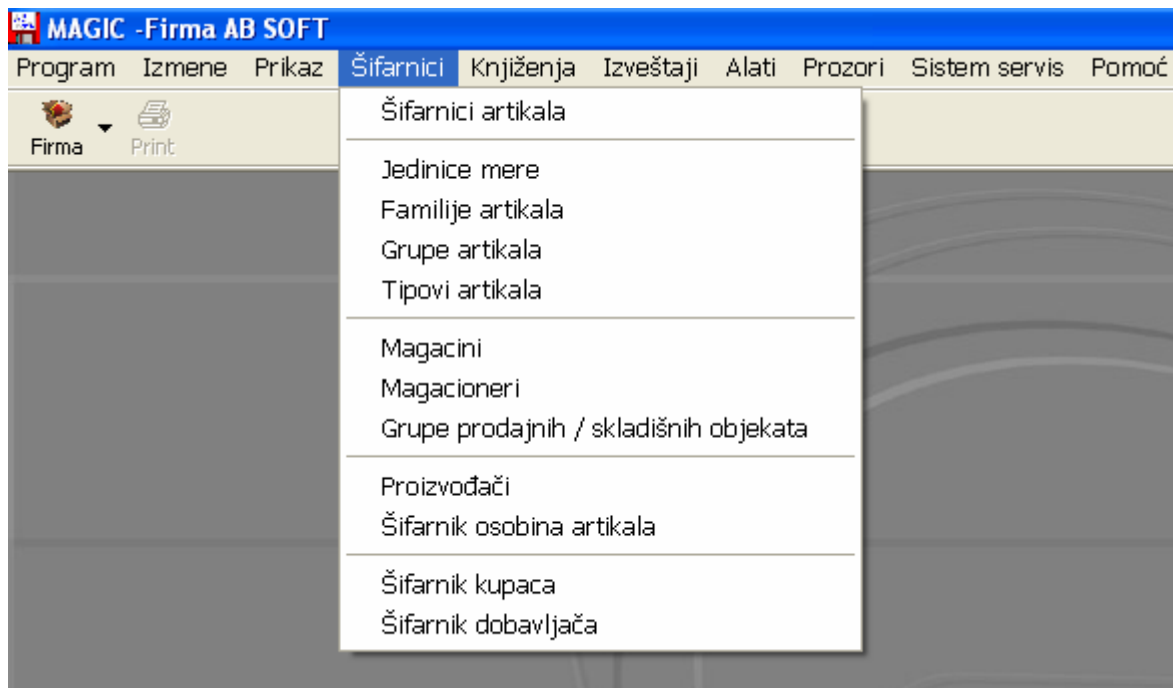 MAGIC -Firma AB SOFT
Program Izmene Prikaz Šifarnici Knjiženja Izveštaji Alati Prozori Sistem servis Pomoć
Firma Print
Šifarnici artikala
Jedinice mere
Familije artikala
Grupe artikala
Tipovi artikala
Magacini
Magacioneri
Grupe prodajnih / skladišnih objekata
Proizvođači
Šifarnik osobina artikala
Šifarnik kupaca
Šifarnik dobavljača